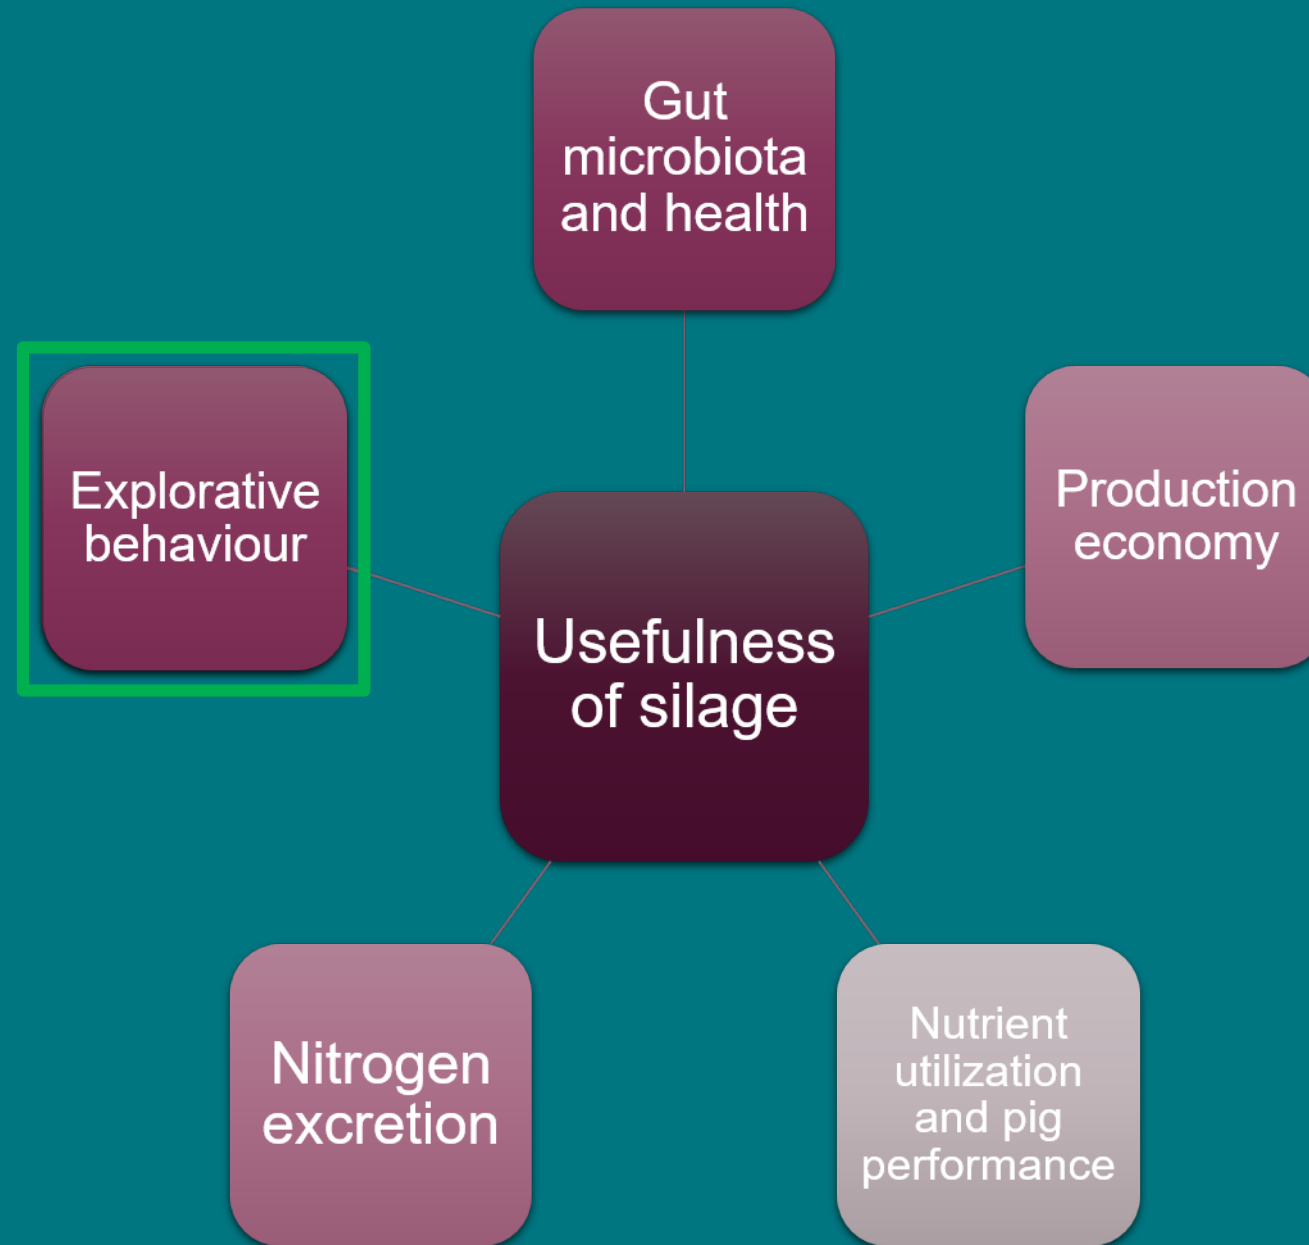 Gut
microbiota
and health
Explorative
behaviour
Production
economy
Usefulness
of silage
Nitrogen
excretion
Nutrient
utilization
and pig
performance